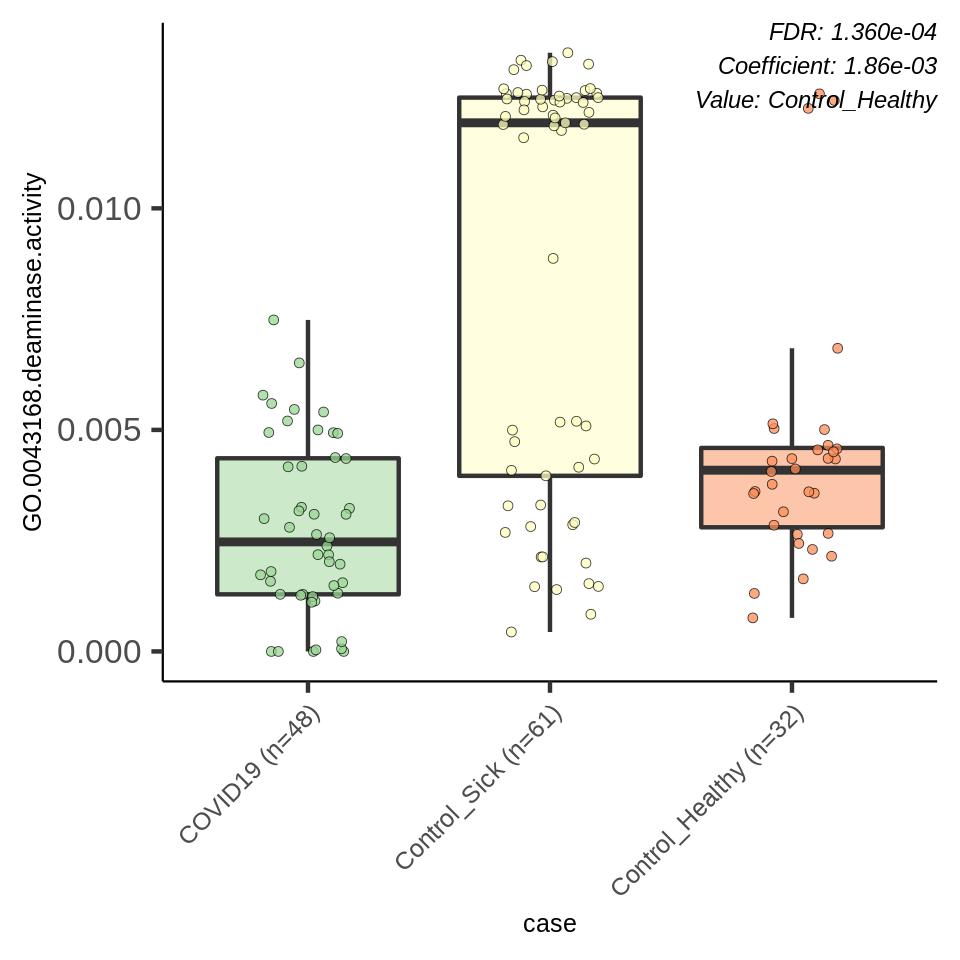 FDR: 1.360e-04
Coefficient: 1.86e-03
Value: Control_Healthy
GO.0043168.deaminase.activity
0.010
0.005
0.000
COVID19 (n=48)
Control_Sick (n=61)
Control_Healthy (n=32)
case